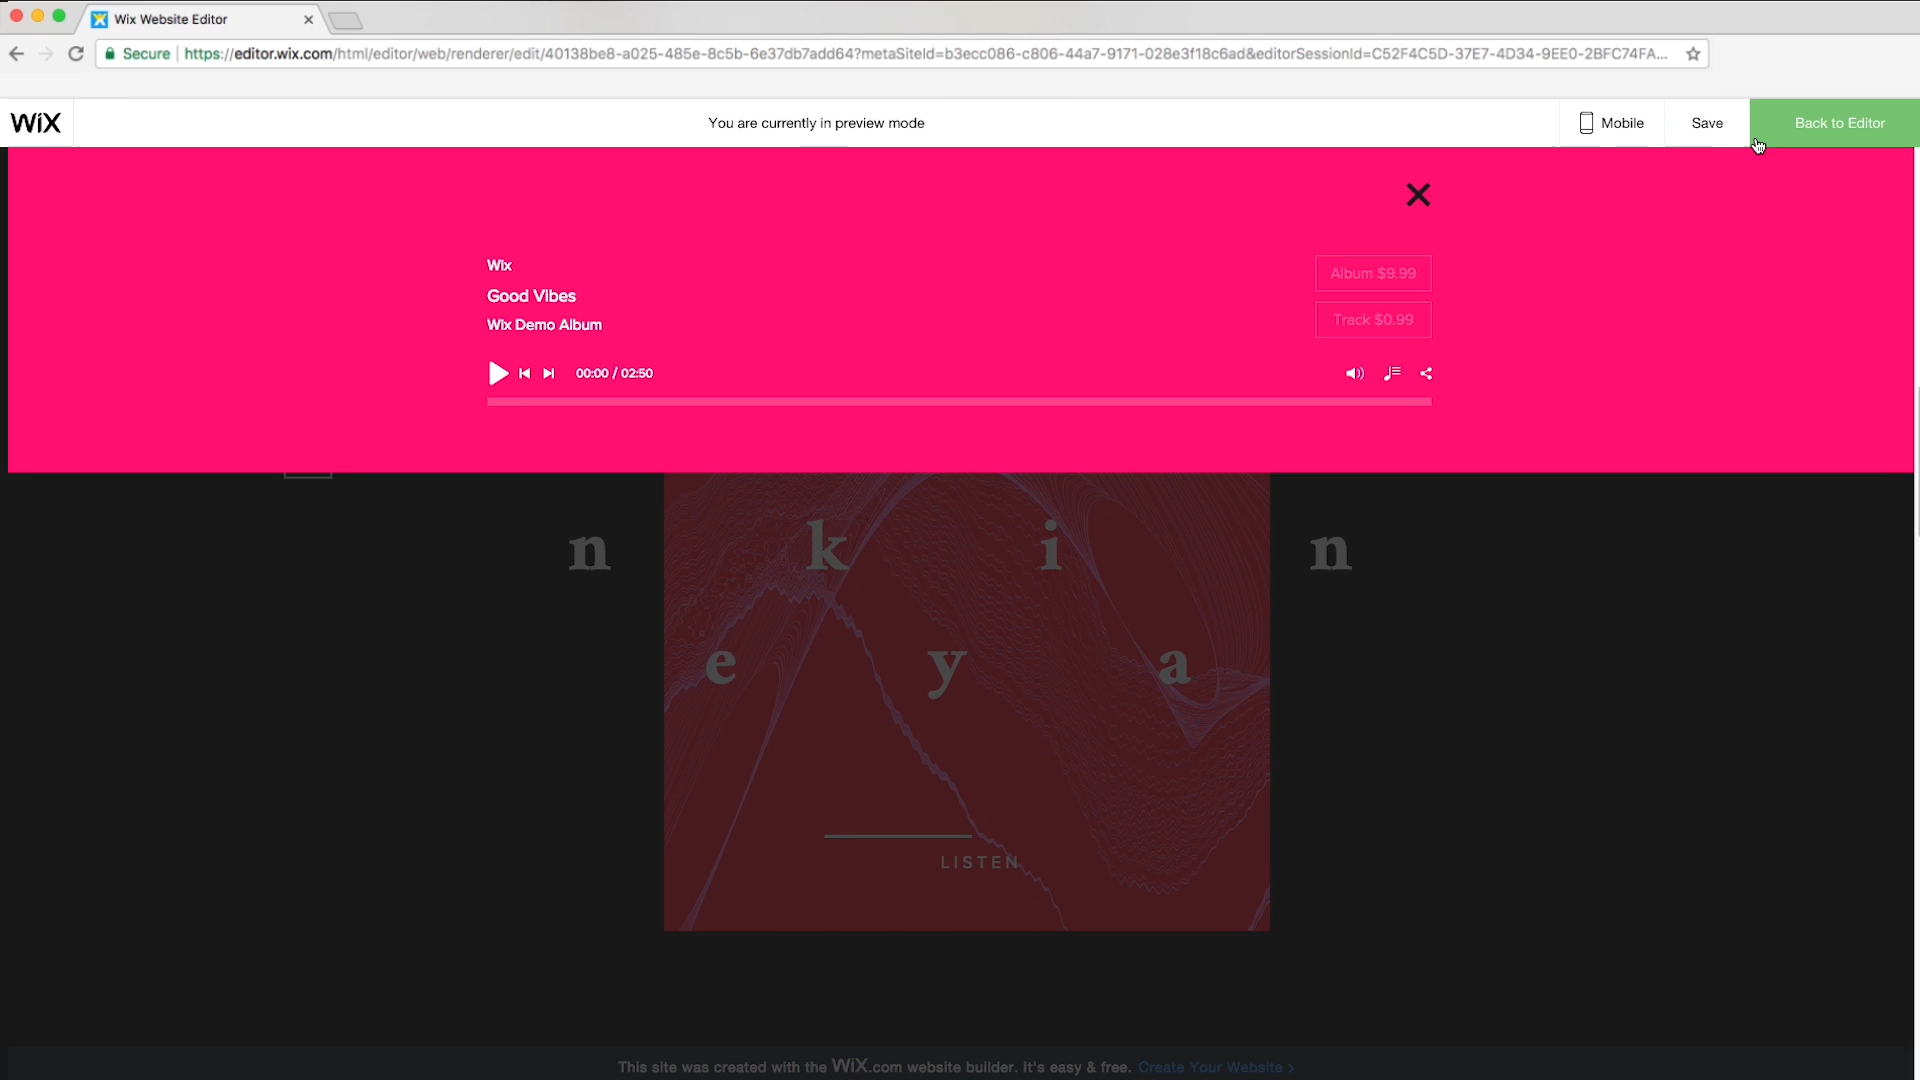 Wix Website Editor
Secure https://editor.wix.com/html/editor/web/renderer/edit/40138be8-a025-485e-8c5b-6e37db7add64?metaSiteId=b3ecc086-c806-44a7-9171-028e3f18c6ad&editorSessionId=C52F4C5D-37E7-4D34-9EE0-2BFC74FA...
WiX You are currently in preview mode Mobile Save Back to Editor
Wix
Album $9.99
Good Vibes
Track $0.99
Wix Demo Album
00:00 / 02:50
n k i n
e y a
LISTEN
This site was created with the WiX.com website builder. It's easy & free. Create Your Website >